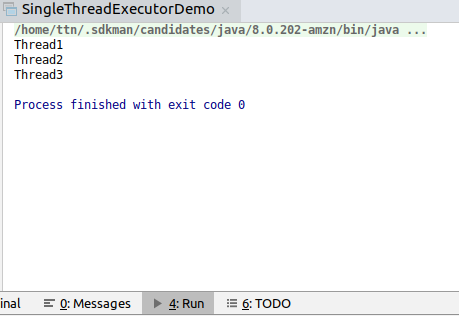 SingleThreadExecutorDemo ×
/home/ttn/.sdkman/candidates/java/8.0.202-amzn/bin/java ...
Thread1
Thread2
Thread3
Process finished with exit code 0
inal 0: Messages 4: Run 6: TODO